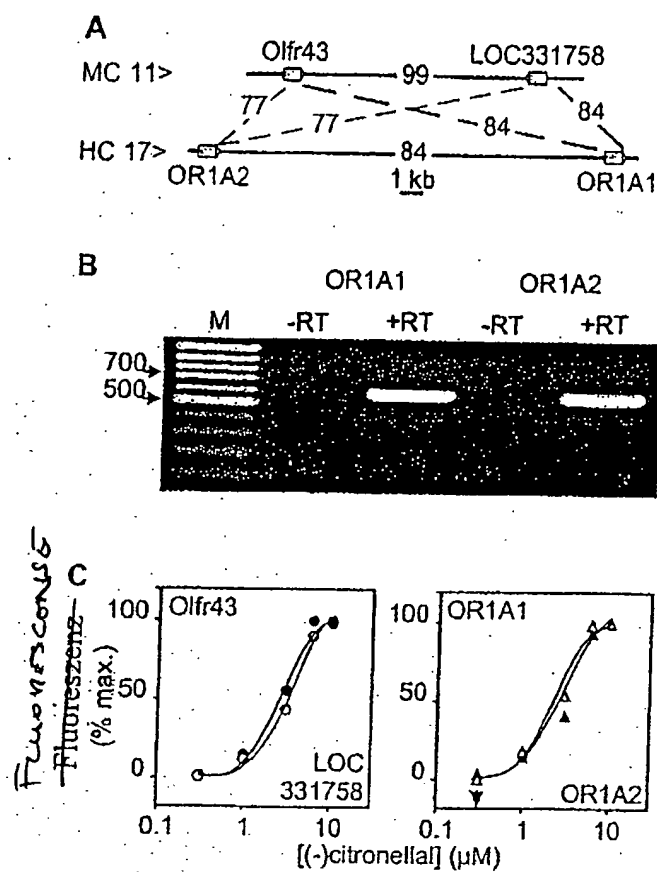 A
Olfr43 LOC331758
MC 11> 99
77 77 84 84
HC 17> 84
OR1A2 1 kb OR1A1
B
OR1A1 OR1A2
M -RT +RT -RT +RT
700
500
C
Fluoreszenz
(% max.)
Olfr43 OR1A1
100 100
50 50
0 0
LOC
331758 OR1A2
0.1 1 10 0.1 1 10
[(-)citronellal] (µM)